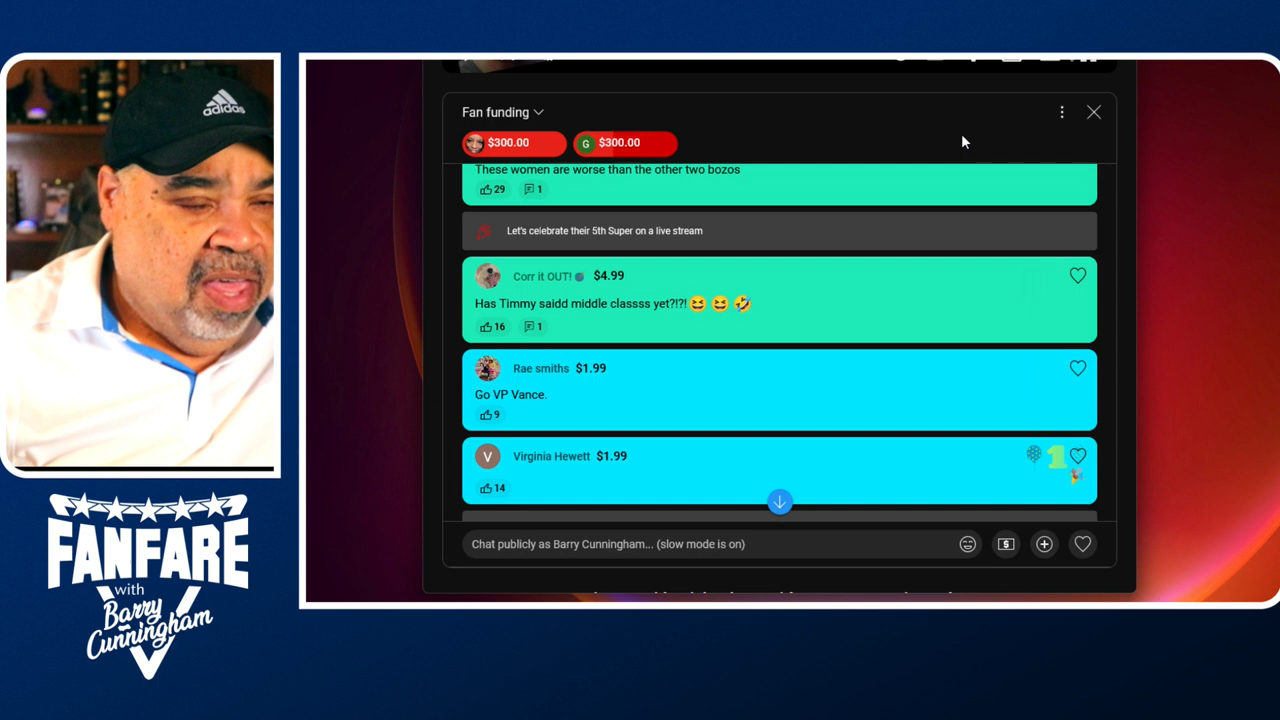 adidas
Fan funding
$300.00
G $300.00
These women are worse than the other two bozos
29 1
Let's celebrate their 5th Super on a live stream
Corr it OUT! $4.99
Has Timmy saidd middle classss yet?!?!😆 😆 🤣
16 1
Rae smiths $1.99
Go VP Vance.
9
V Virginia Hewett $1.99
1
14
Chat publicly as Barry Cunningham... (slow mode is on)
$
FANFARE
with
Barry
Cunningham